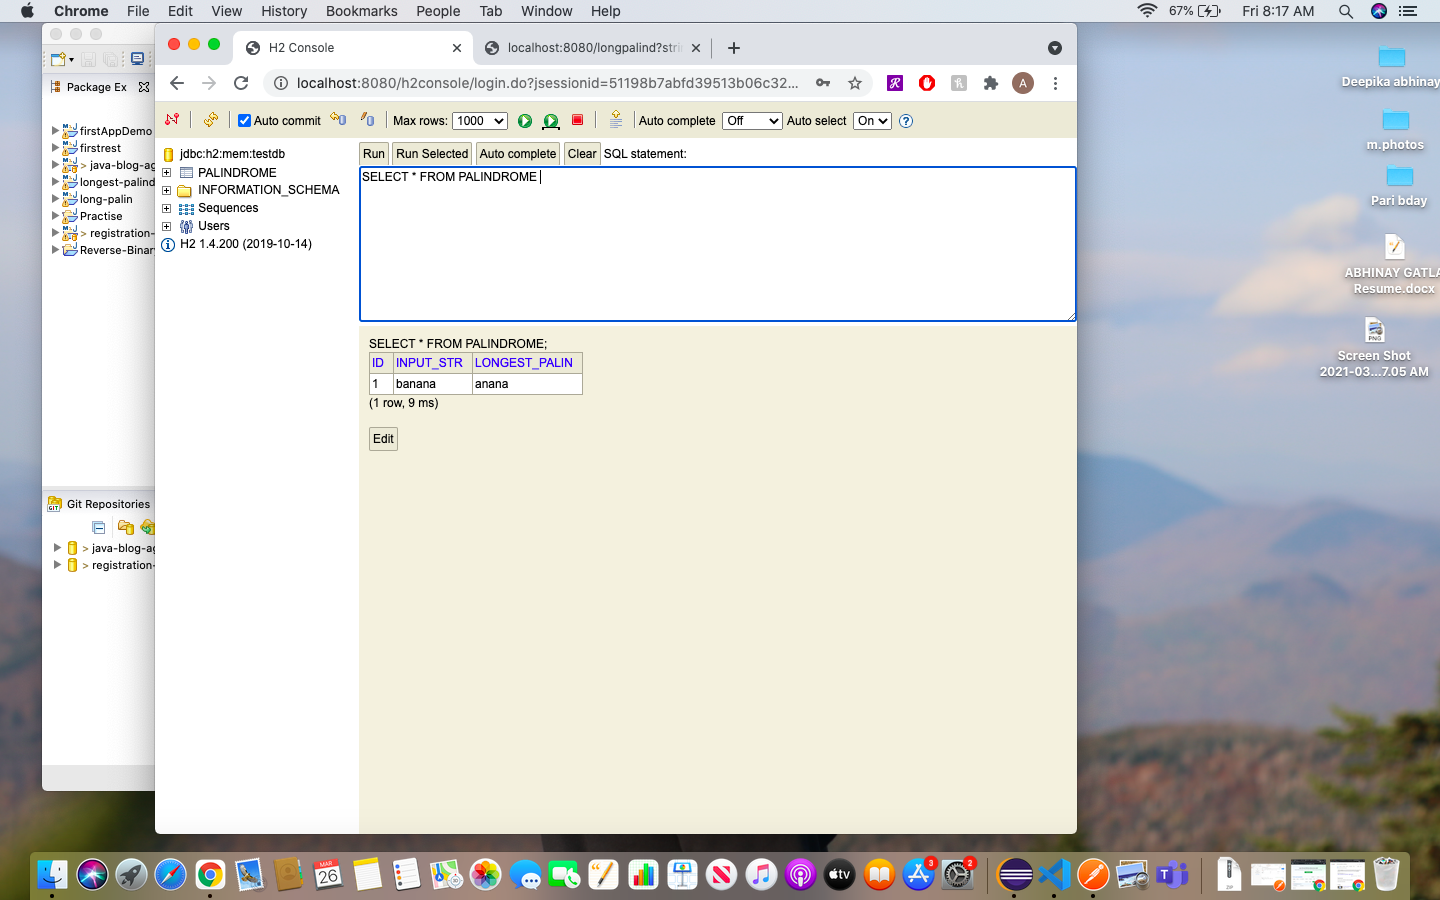 Chrome File Edit View History Bookmarks People Tab Window Help 67% Fri 8:17 AM
H2 Console
localhost:8080/longpalind?stri
localhost:8080/h2console/login.do?jsessionid=51198b7abfd39513b06c32...
A
Auto commit Max rows: 1000 Auto complete Off Auto select On
Package Ex
firstAppDemo
firstrest
> java-blog-ag
longest-palind
long-palin
Practise
> registration-
Reverse-Binar
Git Repositories
> java-blog-ag
> registration-
jdbc:h2:mem:testdb
PALINDROME
INFORMATION_SCHEMA
Sequences
Users
H2 1.4.200 (2019-10-14)
Run Run Selected Auto complete Clear SQL statement:
SELECT * FROM PALINDROME
SELECT * FROM PALINDROME;
ID INPUT_STR LONGEST_PALIN
1 banana anana
(1 row, 9 ms)
Edit
Deepika abhinay
m.photos
Pari bday
ABHINAY GATLA
Resume.docx
PNG
Screen Shot
2021-03...7.05 AM
MAR
26
tv
3
2
T
ZIP